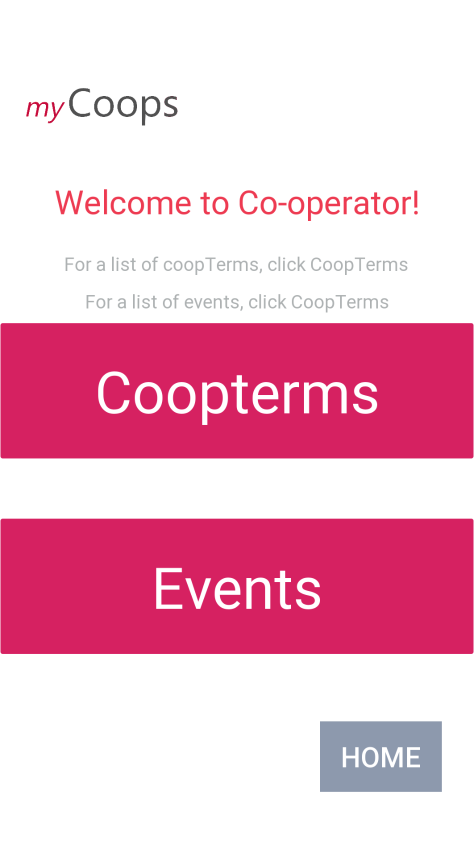 myCoops
Welcome to Co-operator!
For a list of coopTerms, click CoopTerms
For a list of events, click CoopTerms
Coopterms
Events
HOME